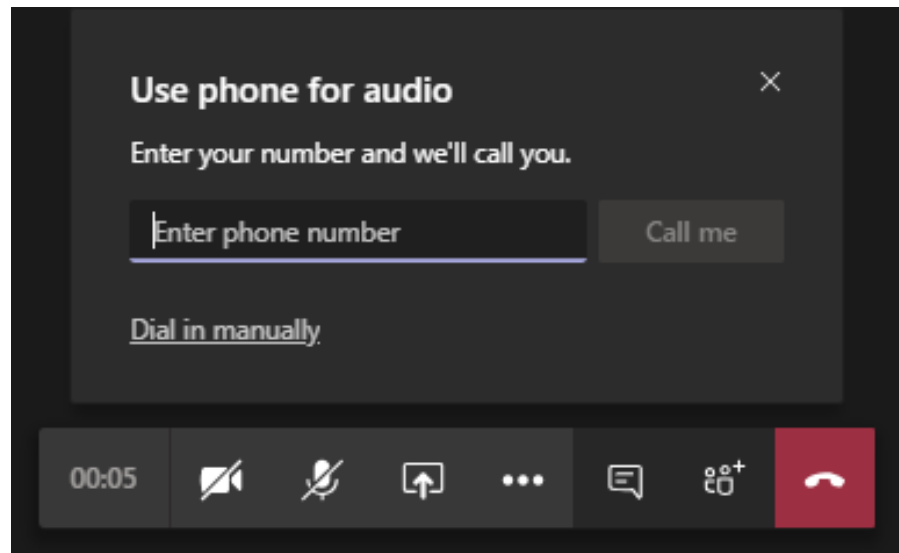 Use phone for audio
Enter your number and we'll call you.
Enter phone number
Call me
Dial in manually
00:05